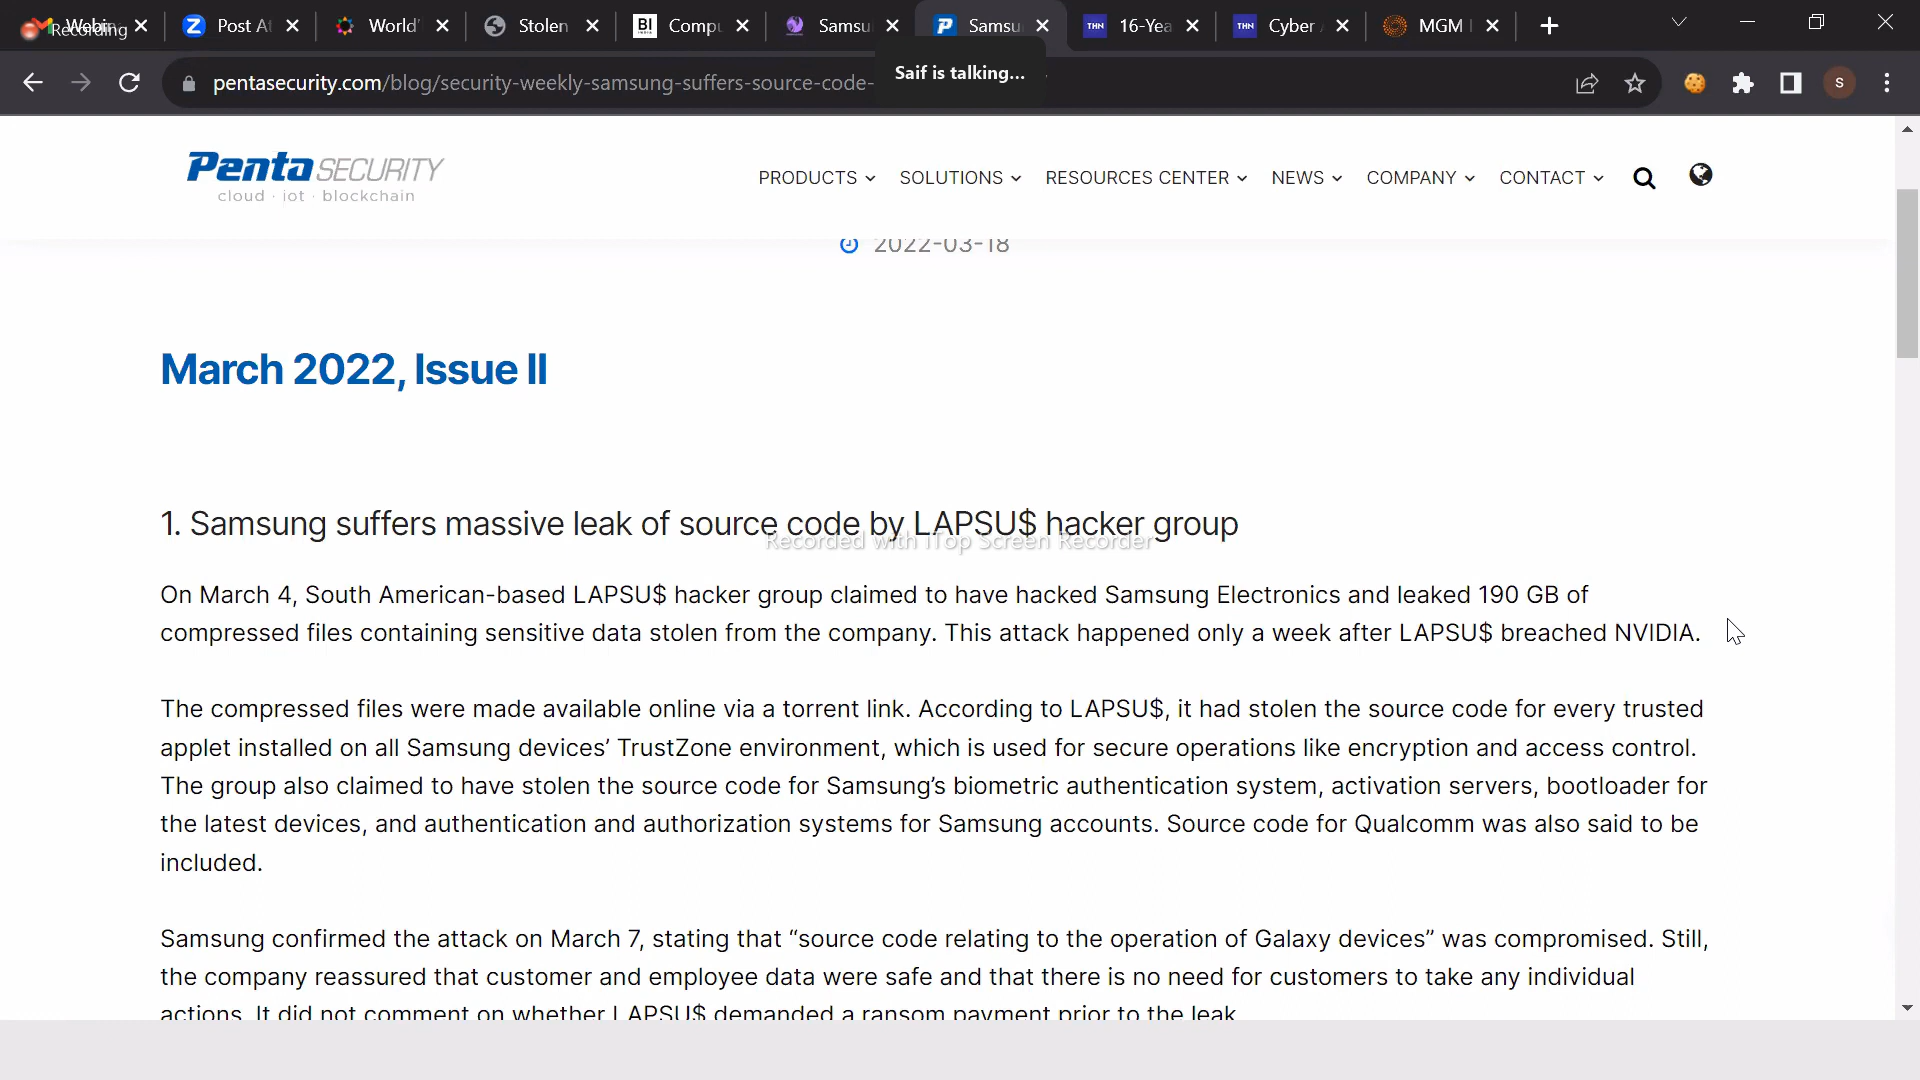 Recording
Webin
Post At
World'
Stolen
BI
Compu
Samsu
Samsu
THN
16-Yea
THN
Cyber A
MGM
Saif is talking...
pentasecurity.com/blog/security-weekly-samsung-suffers-source-code-
S
Penta SECURITY
cloud · iot · blockchain
PRODUCTS
SOLUTIONS
RESOURCES CENTER
NEWS
COMPANY
CONTACT
2022-03-18
March 2022, Issue II
1. Samsung suffers massive leak of source code by LAPSU$ hacker group
Recorded with iTop Screen Recorder
On March 4, South American-based LAPSU$ hacker group claimed to have hacked Samsung Electronics and leaked 190 GB of
compressed files containing sensitive data stolen from the company. This attack happened only a week after LAPSU$ breached NVIDIA.
The compressed files were made available online via a torrent link. According to LAPSU$, it had stolen the source code for every trusted
applet installed on all Samsung devices’ TrustZone environment, which is used for secure operations like encryption and access control.
The group also claimed to have stolen the source code for Samsung’s biometric authentication system, activation servers, bootloader for
the latest devices, and authentication and authorization systems for Samsung accounts. Source code for Qualcomm was also said to be
included.
Samsung confirmed the attack on March 7, stating that “source code relating to the operation of Galaxy devices” was compromised. Still,
the company reassured that customer and employee data were safe and that there is no need for customers to take any individual
actions. It did not comment on whether LAPSU$ demanded a ransom payment prior to the leak.